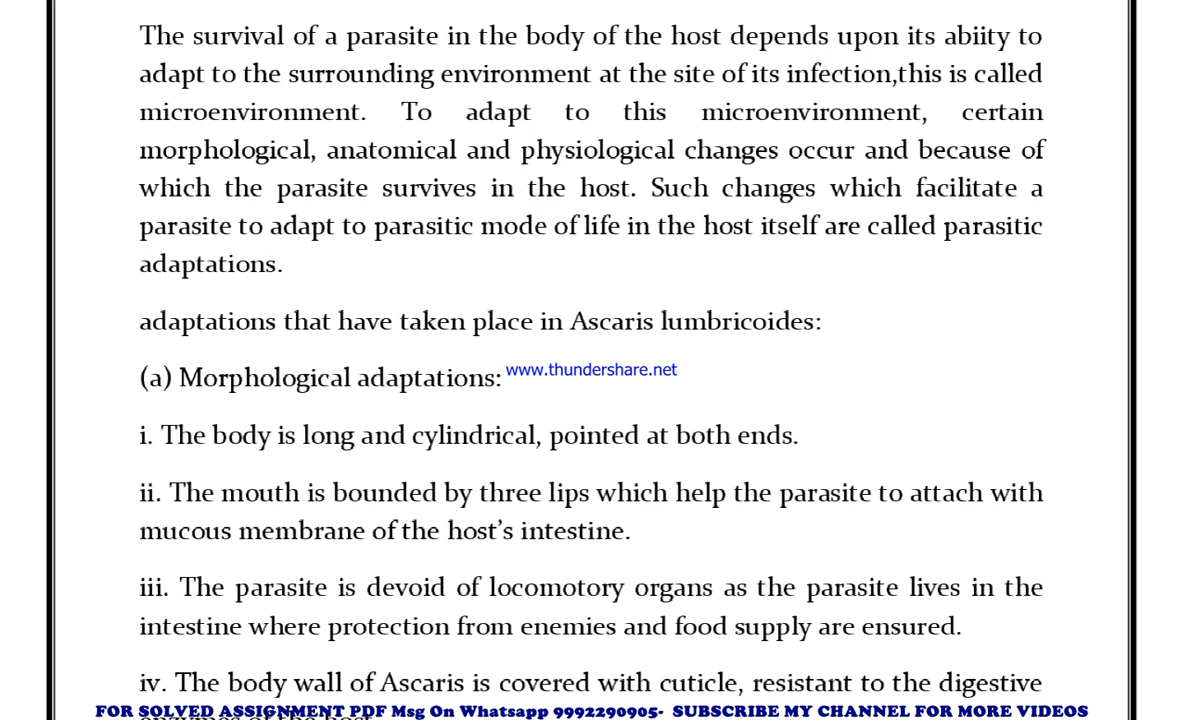 The survival of a parasite in the body of the host depends upon its abiity to
adapt to the surrounding environment at the site of its infection,this is called
microenvironment. To adapt to this microenvironment, certain
morphological, anatomical and physiological changes occur and because of
which the parasite survives in the host. Such changes which facilitate a
parasite to adapt to parasitic mode of life in the host itself are called parasitic
adaptations.
adaptations that have taken place in Ascaris lumbricoides:
(a) Morphological adaptations: www.thundershare.net
i. The body is long and cylindrical, pointed at both ends.
ii. The mouth is bounded by three lips which help the parasite to attach with
mucous membrane of the host’s intestine.
iii. The parasite is devoid of locomotory organs as the parasite lives in the
intestine where protection from enemies and food supply are ensured.
iv. The body wall of Ascaris is covered with cuticle, resistant to the digestive
FOR SOLVED ASSIGNMENT PDF Msg On Whatsapp 9992290905- SUBSCRIBE MY CHANNEL FOR MORE VIDEOS